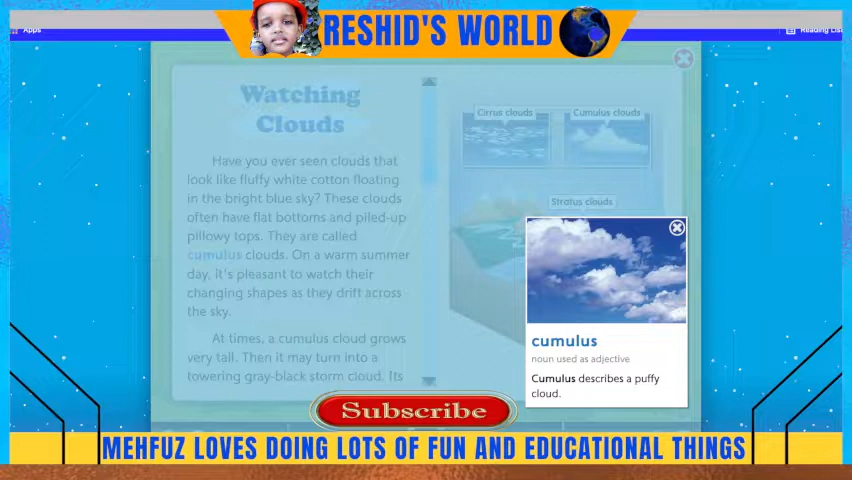 RESHID'S WORLD
Apps
Reading List
Watching
Clouds
Have you ever seen clouds that
look like fluffy white cotton floating
in the bright blue sky? These clouds
often have flat bottoms and piled-up
pillowy tops. They are called
cumulus clouds. On a warm summer
day, it's pleasant to watch their
changing shapes as they drift across
the sky.
At times, a cumulus cloud grows
very tall. Then it may turn into a
towering gray-black storm cloud. Its
Cirrus clouds
Cumulus clouds
Stratus clouds
cumulus
noun used as adjective
Cumulus describes a puffy
cloud.
Subscribe
MEHFUZ LOVES DOING LOTS OF FUN AND EDUCATIONAL THINGS